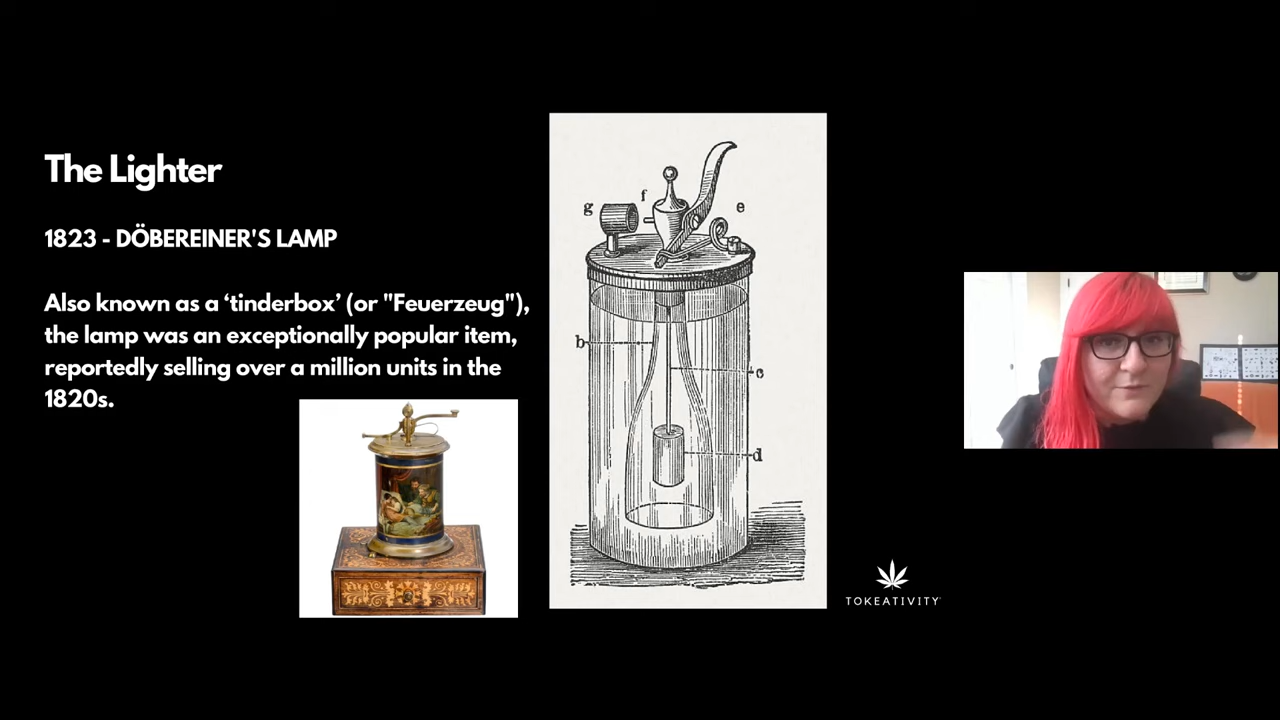 The Lighter
1823 - DÖBEREINER'S LAMP
Also known as a ‘tinderbox’ (or "Feuerzeug"),
the lamp was an exceptionally popular item,
reportedly selling over a million units in the
1820s.
g
f
e
b
c
d
TOKEATIVITY